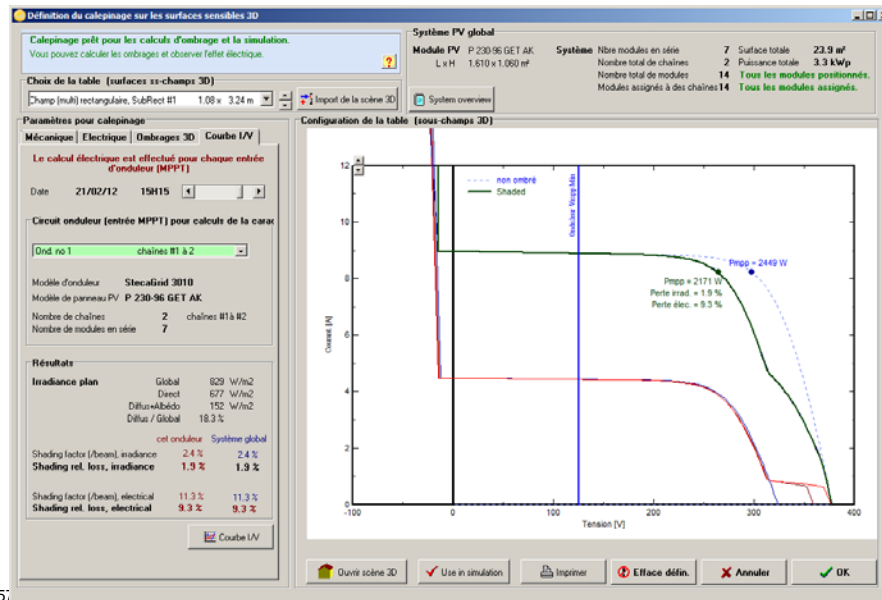 Définition du calepinage sur les surfaces sensibles 3D
Calepinage prêt pour les calculs d'ombrage et la simulation.
Vous pouvez calculer les ombrages et observer l'effet électrique.
?
Choix de la table (surfaces ss-champs 3D)
Champ (multi) rectangulaire, SubRect #1 1.08 x 3.24 m
Import de la scène 3D
Système PV global
Module PV P 230-96 GET AK
L x H 1.610 x 1.060 m²
Système Nbre modules en série 7 Surface totale 23.9 m²
Nombre total de chaînes 2 Puissance totale 3.3 kWp
Nombre total de modules 14 Tous les modules positionnés.
Modules assignés à des chaînes 14 Tous les modules assignés.
System overview
Paramètres pour calepinage
Mécanique Electrique Ombrages 3D Courbe I/V
Le calcul électrique est effectué pour chaque entrée
d'onduleur (MPPT)
Date 21/02/12 15H15
Circuit onduleur (entrée MPPT) pour calculs de la carac
Ond. no 1 chaînes #1 à 2
Modèle d'onduleur StecaGrid 3010
Modèle de panneau PV P 230-96 GET AK
Nombre de chaînes 2 chaînes #1à #2
Nombre de modules en série 7
Résultats
Irradiance plan Global 829 W/m2
Direct 677 W/m2
Diffus+Albédo 152 W/m2
Diffus / Global 18.3 %
cet onduleur Système global
Shading factor (/beam), irradiance 2.4 % 2.4 %
Shading rel. loss, irradiance 1.9 % 1.9 %
Shading factor (/beam), electrical 11.3 % 11.3 %
Shading rel. loss, electrical 9.3 % 9.3 %
Courbe I/V
Configuration de la table (sous-champs 3D)
non ombré
Shaded
Onduleur Vmpp Min
Pmpp = 2449 W
Pmpp = 2171 W
Perte irrad. = 1.9 %
Perte élec. = 9.3 %
Courant [A]
12
10
8
6
4
2
0
-100 0 100 200 300 400
Tension [V]
Ouvrir scène 3D
Use in simulation
Imprimer
Efface défin.
Annuler
OK
57